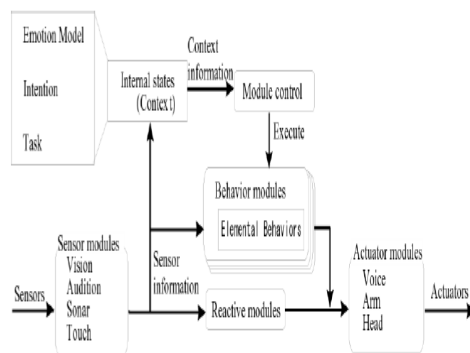 Emotion Model
Intention
Task
Internal states
(Context)
Context
information
Module control
Execute
Behavior modules
Elemental Behaviors
Sensor modules
Vision
Audition
Sonar
Touch
Sensors
Sensor
information
Reactive modules
Actuator modules
Voice
Arm
Head
Actuators